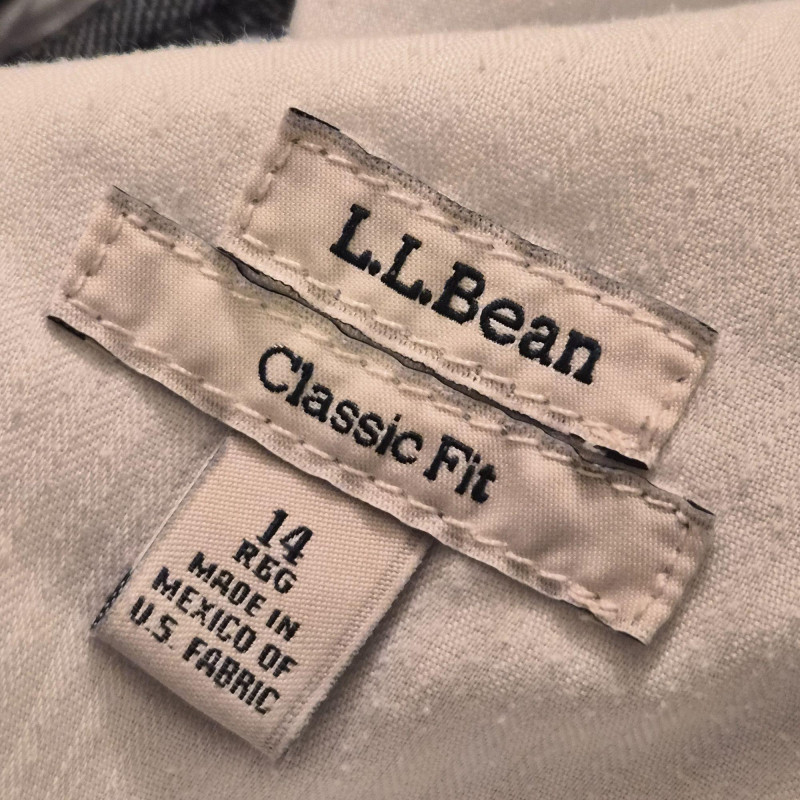 L.L.Bean
Classic Fit
14
REG
MADE IN
MEXICO OF
U.S. FABRIC